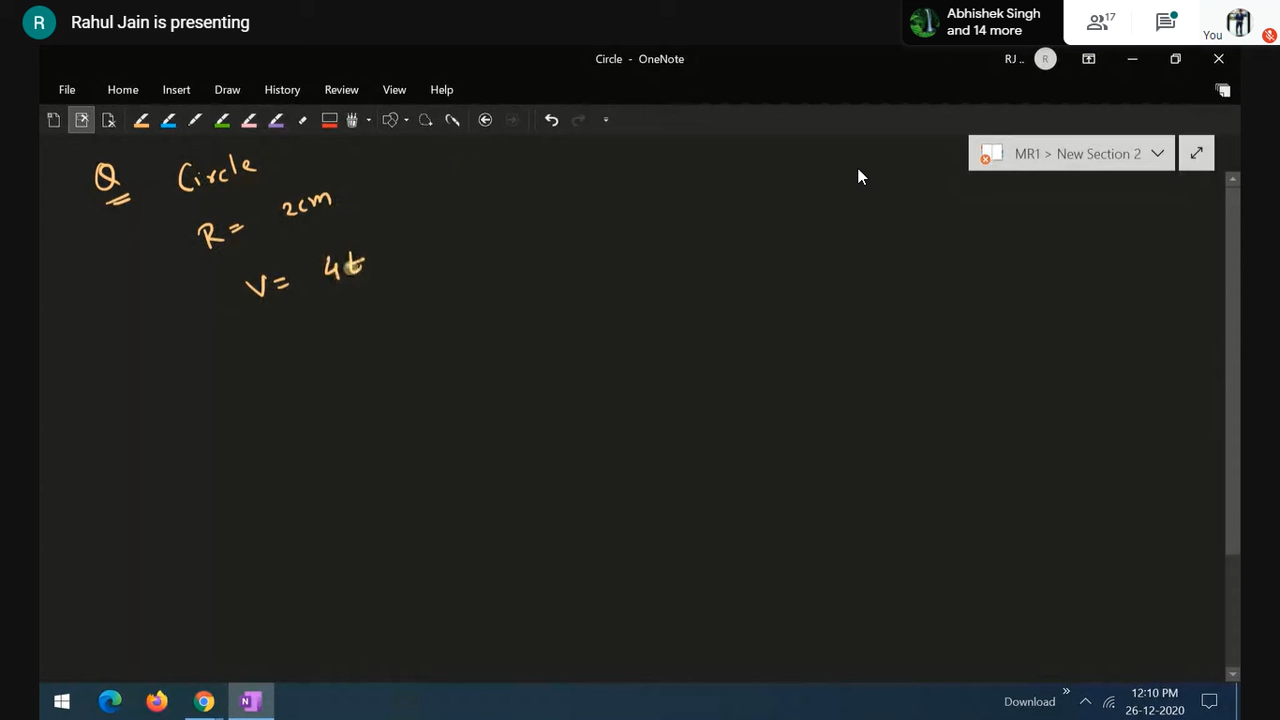 R Rahul Jain is presenting
Abhishek Singh
and 14 more
17
You
Circle - OneNote
RJ ..
R
File Home Insert Draw History Review View Help
MR1 > New Section 2
Q Circle
R = 2cm
V = 4t
N
Download
»
12:10 PM
26-12-2020